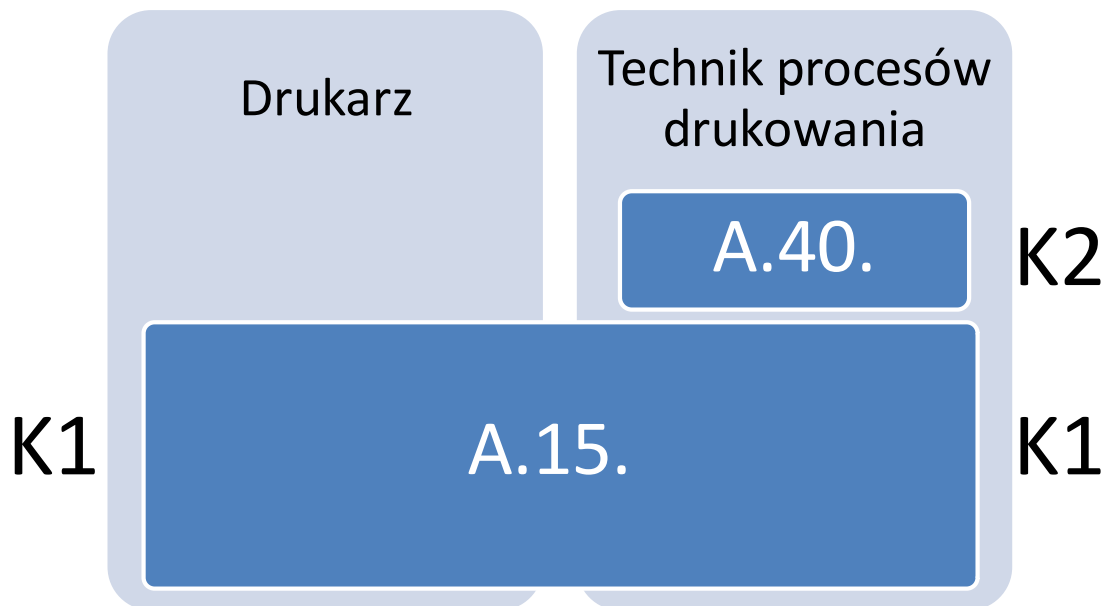 Drukarz
Technik procesów
drukowania
A.40.
K2
K1
A.15.
K1